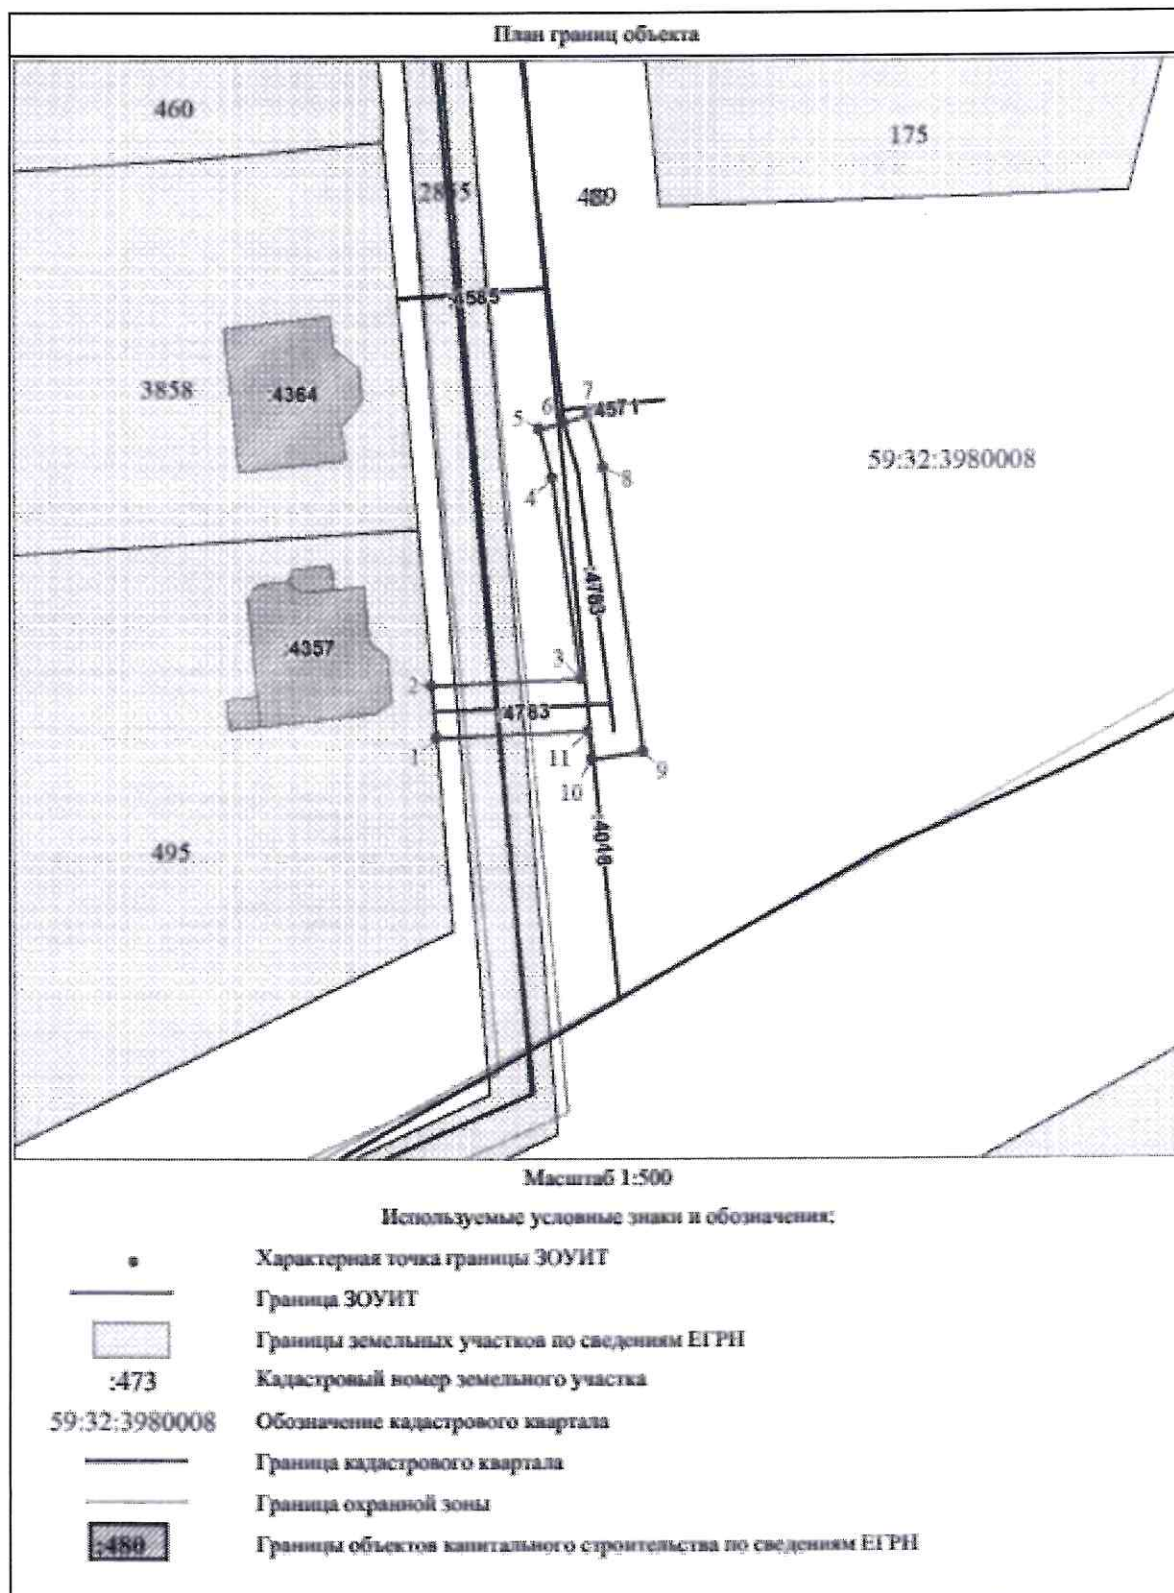 План границ объекта
460
175
2855
480
:4585
3858
:4364
7
6
:4571
5
8
4
59:32:3980008
:4783
:4357
3
2
:4783
1
11
9
10
495
Масштаб 1:500
Используемые условные знаки и обозначения:
Характерная точка границы ЗОУИТ
Граница ЗОУИТ
Границы земельных участков по сведениям ЕГРН
:473 Кадастровый номер земельного участка
59:32:3980008 Обозначение кадастрового квартала
Граница кадастрового квартала
Граница охранной зоны
:480 Границы объектов капитального строительства по сведениям ЕГРН